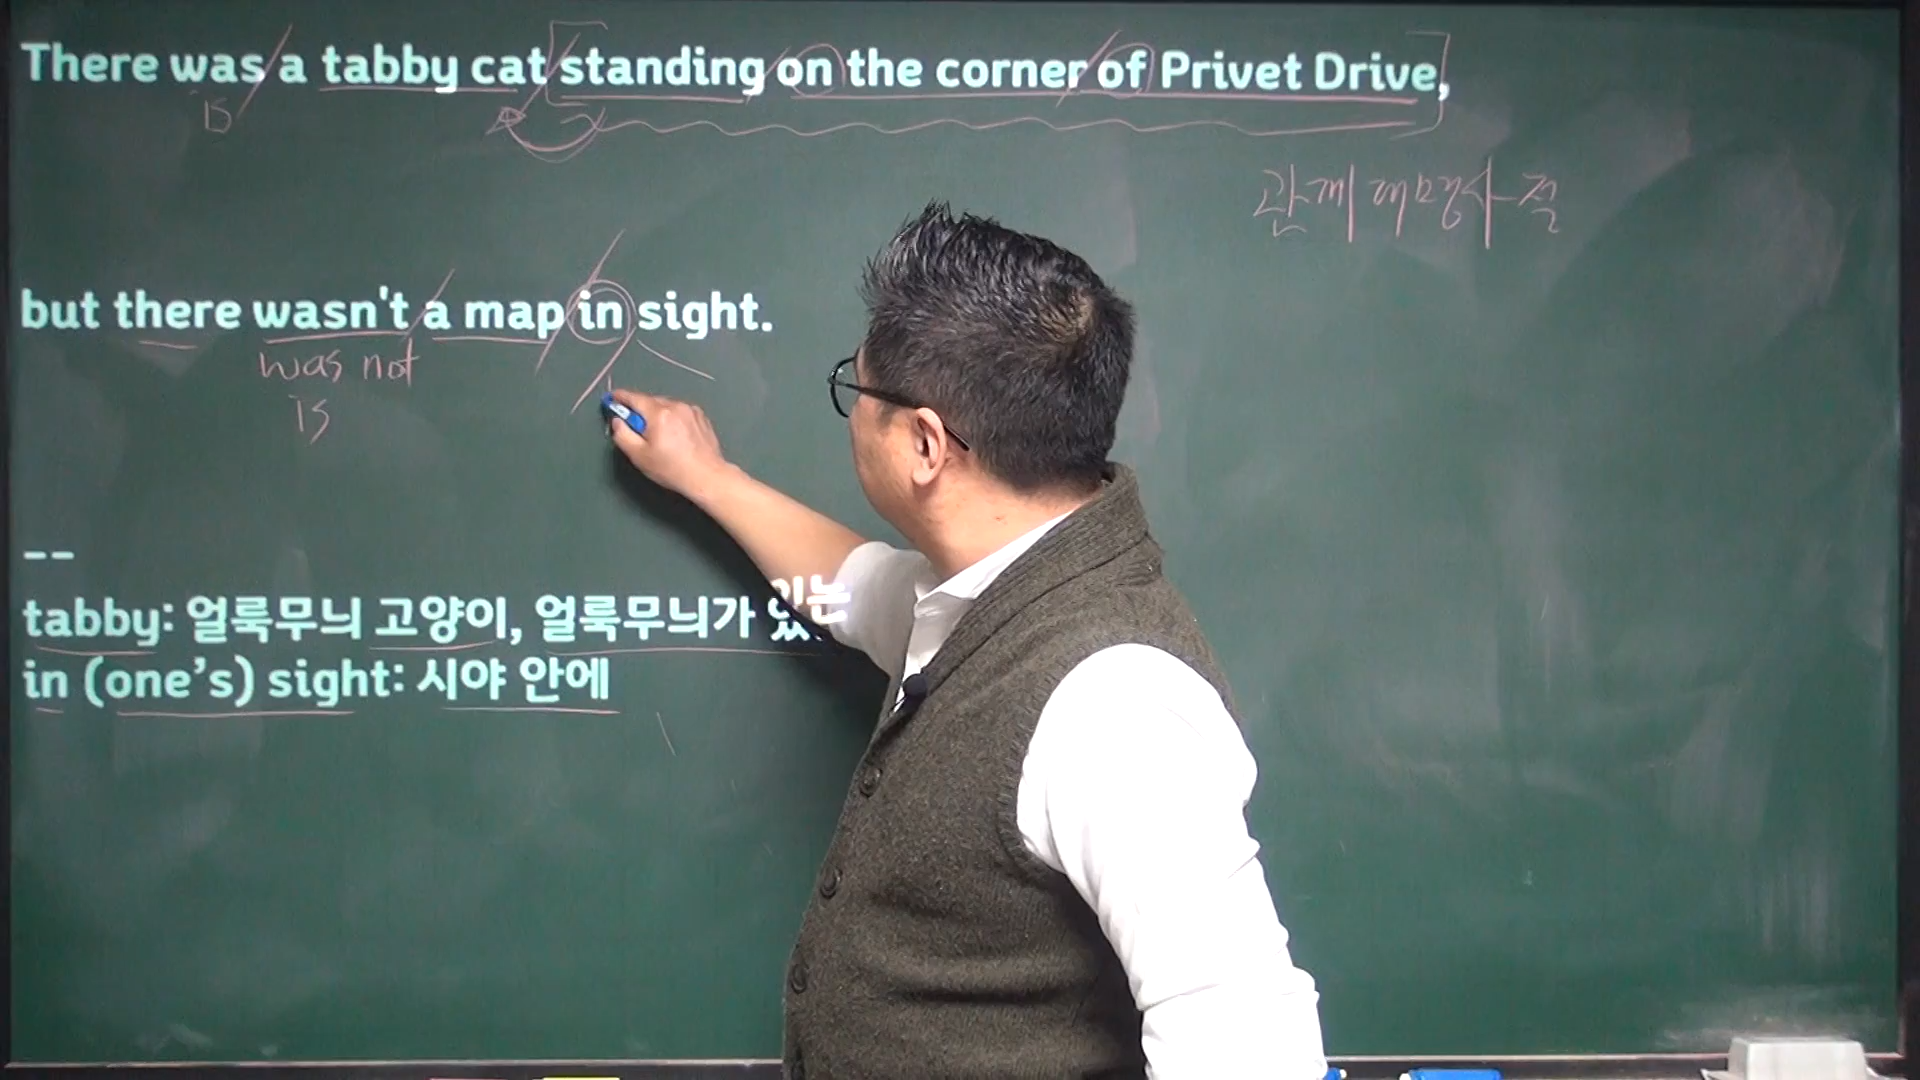 There was a tabby cat standing on the corner of Privet Drive,
is
관계대명사절
but there wasn't a map in sight.
was not
is
--
tabby: 얼룩무늬 고양이, 얼룩무늬가 있는
in (one’s) sight: 시야 안에